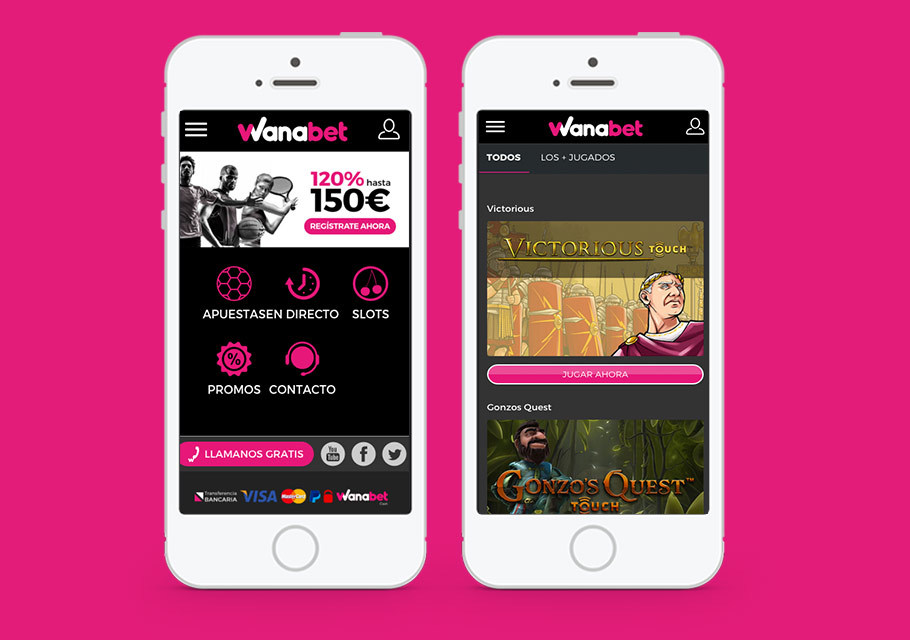 Wanabet
120% hasta
150€
REGÍSTRATE AHORA
APUESTAS
EN DIRECTO
SLOTS
PROMOS
CONTACTO
LLAMANOS GRATIS
You
Tube
f
Transferencia
BANCARIA
VISA
MasterCard
P
Wanabet
Wanabet
TODOS
LOS + JUGADOS
Victorious
VICTORIOUS TOUCH
JUGAR AHORA
Gonzos Quest
GONZO'S QUEST™
TOUCH